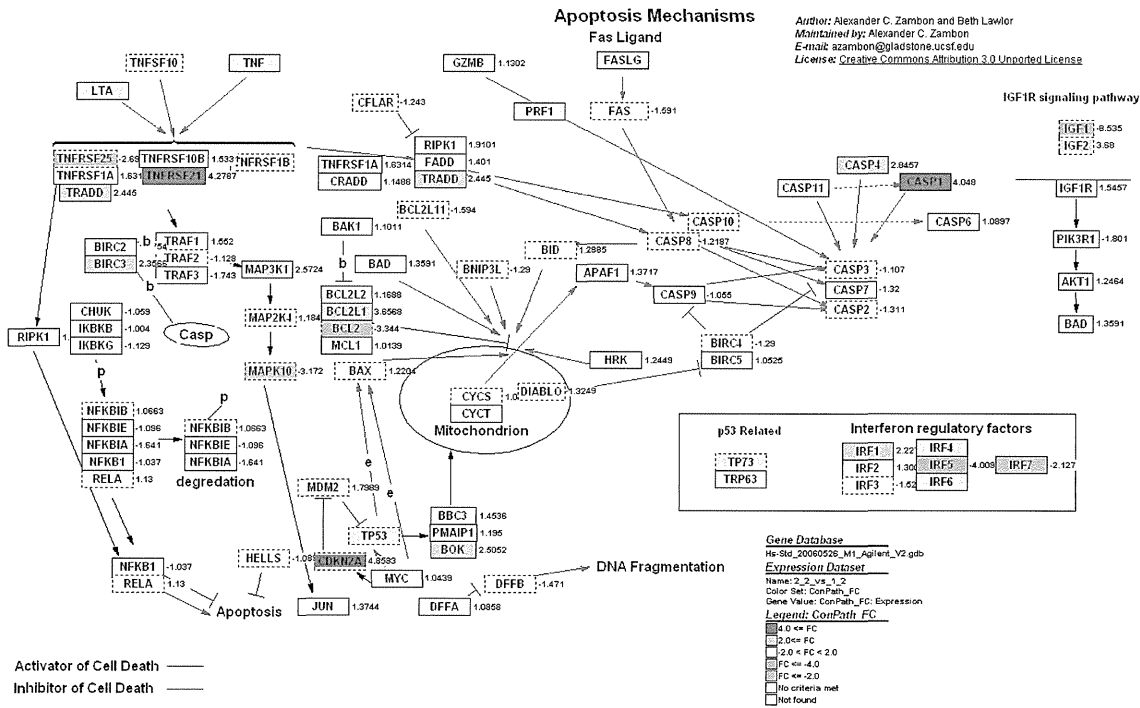 Apoptosis Mechanisms
Fas Ligand
Author: Alexander C. Zambon and Beth Lawlor
Maintained by: Alexander C. Zambon
E-mail: azambon@gladstone.ucsf.edu
License: Creative Commons Attribution 3.0 Unported License
TNFSF10
TNF
LTA
GZMB 1.1302
FASLG
PRF1
FAS -1.591
CFLAR -1.243
IGF1R signaling pathway
IGF1 -8.535
IGF2 3.68
IGF1R 1.5457
PIK3R1 -1.801
AKT1 1.2464
BAD 1.3591
TNFRSF25 -2.69
TNFRSF10B 1.533
TNFRSF1B
TNFRSF1A 1.631
TNFRSF21 4.2787
TRADD 2.445
RIPK1 1.9101
TNFRSF1A 1.6314
FADD 1.401
CRADD 1.1488
TRADD 2.445
CASP4 2.8457
CASP11
CASP1 4.048
BCL2L11 -1.594
CASP10
CASP6 1.0897
BAK1 1.1011
BIRC2
BIRC3 2.3566
b
b
TRAF1 1.552
TRAF2 -1.128
TRAF3 -1.743
MAP3K1 2.5724
b
BAD 1.3591
BNIP3L -1.29
BID 1.2885
CASP8 1.2187
APAF1 1.3717
CASP9 -1.055
CASP3 -1.107
CASP7 -1.32
CASP2 -1.311
BCL2L2 1.1688
BCL2L1 3.6568
BCL2 -3.344
MCL1 1.0139
CHUK -1.059
IKBKB -1.004
IKBKG -1.129
RIPK1
Casp
MAP2K4 1.184
MAPK10 -3.172
BAX 1.2204
HRK 1.2449
BIRC4 -1.29
BIRC5 1.0525
p
CYCS
CYCT
DIABLO 1.3249
Mitochondrion
NFKBIB 1.0663
NFKBIE -1.096
NFKBIA -1.641
NFKB1 -1.037
RELA 1.13
p
NFKBIB 1.0663
NFKBIE -1.096
NFKBIA -1.641
degredation
e
e
p53 Related
TP73
TRP63
Interferon regulatory factors
IRF1 2.22
IRF2 1.300
IRF3 -1.52
IRF4
IRF5 -4.009
IRF6
IRF7 -2.127
MDM2 1.7989
TP53
BBC3 1.4536
PMAIP1 1.195
BOK 2.5052
HELLS
CDKN2A 4.8583
MYC 1.0439
NFKB1 -1.037
RELA 1.13
Apoptosis
JUN 1.3744
DFFA 1.0858
DFFB -1.471
DNA Fragmentation
Gene Database
Hs-Std_20060526_M1_Agilent_V2.gdb
Expression Dataset
Name: 2_2_vs_1_2
Color Set: ConPath_FC
Gene Value: ConPath_FC: Expression
Legend: ConPath_FC
4.0 <= FC
2.0<= FC
-2.0 < FC < 2.0
FC <= -4.0
FC <= -2.0
No criteria met
Not found
Activator of Cell Death
Inhibitor of Cell Death